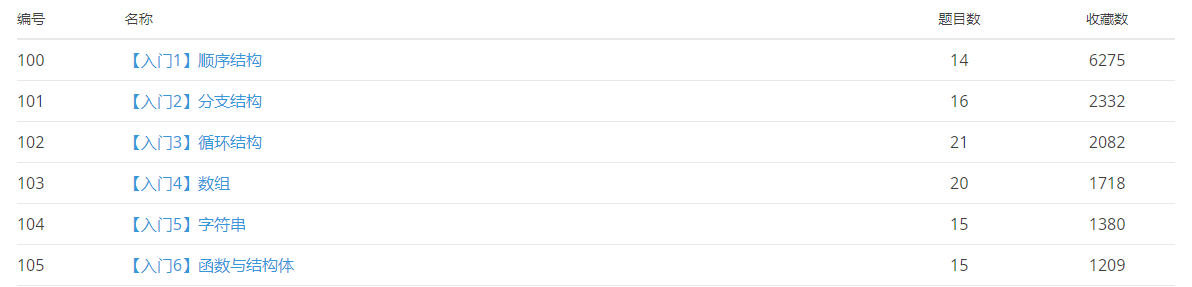 编号 名称 题目数 收藏数
100 【入门1】顺序结构 14 6275
101 【入门2】分支结构 16 2332
102 【入门3】循环结构 21 2082
103 【入门4】数组 20 1718
104 【入门5】字符串 15 1380
105 【入门6】函数与结构体 15 1209